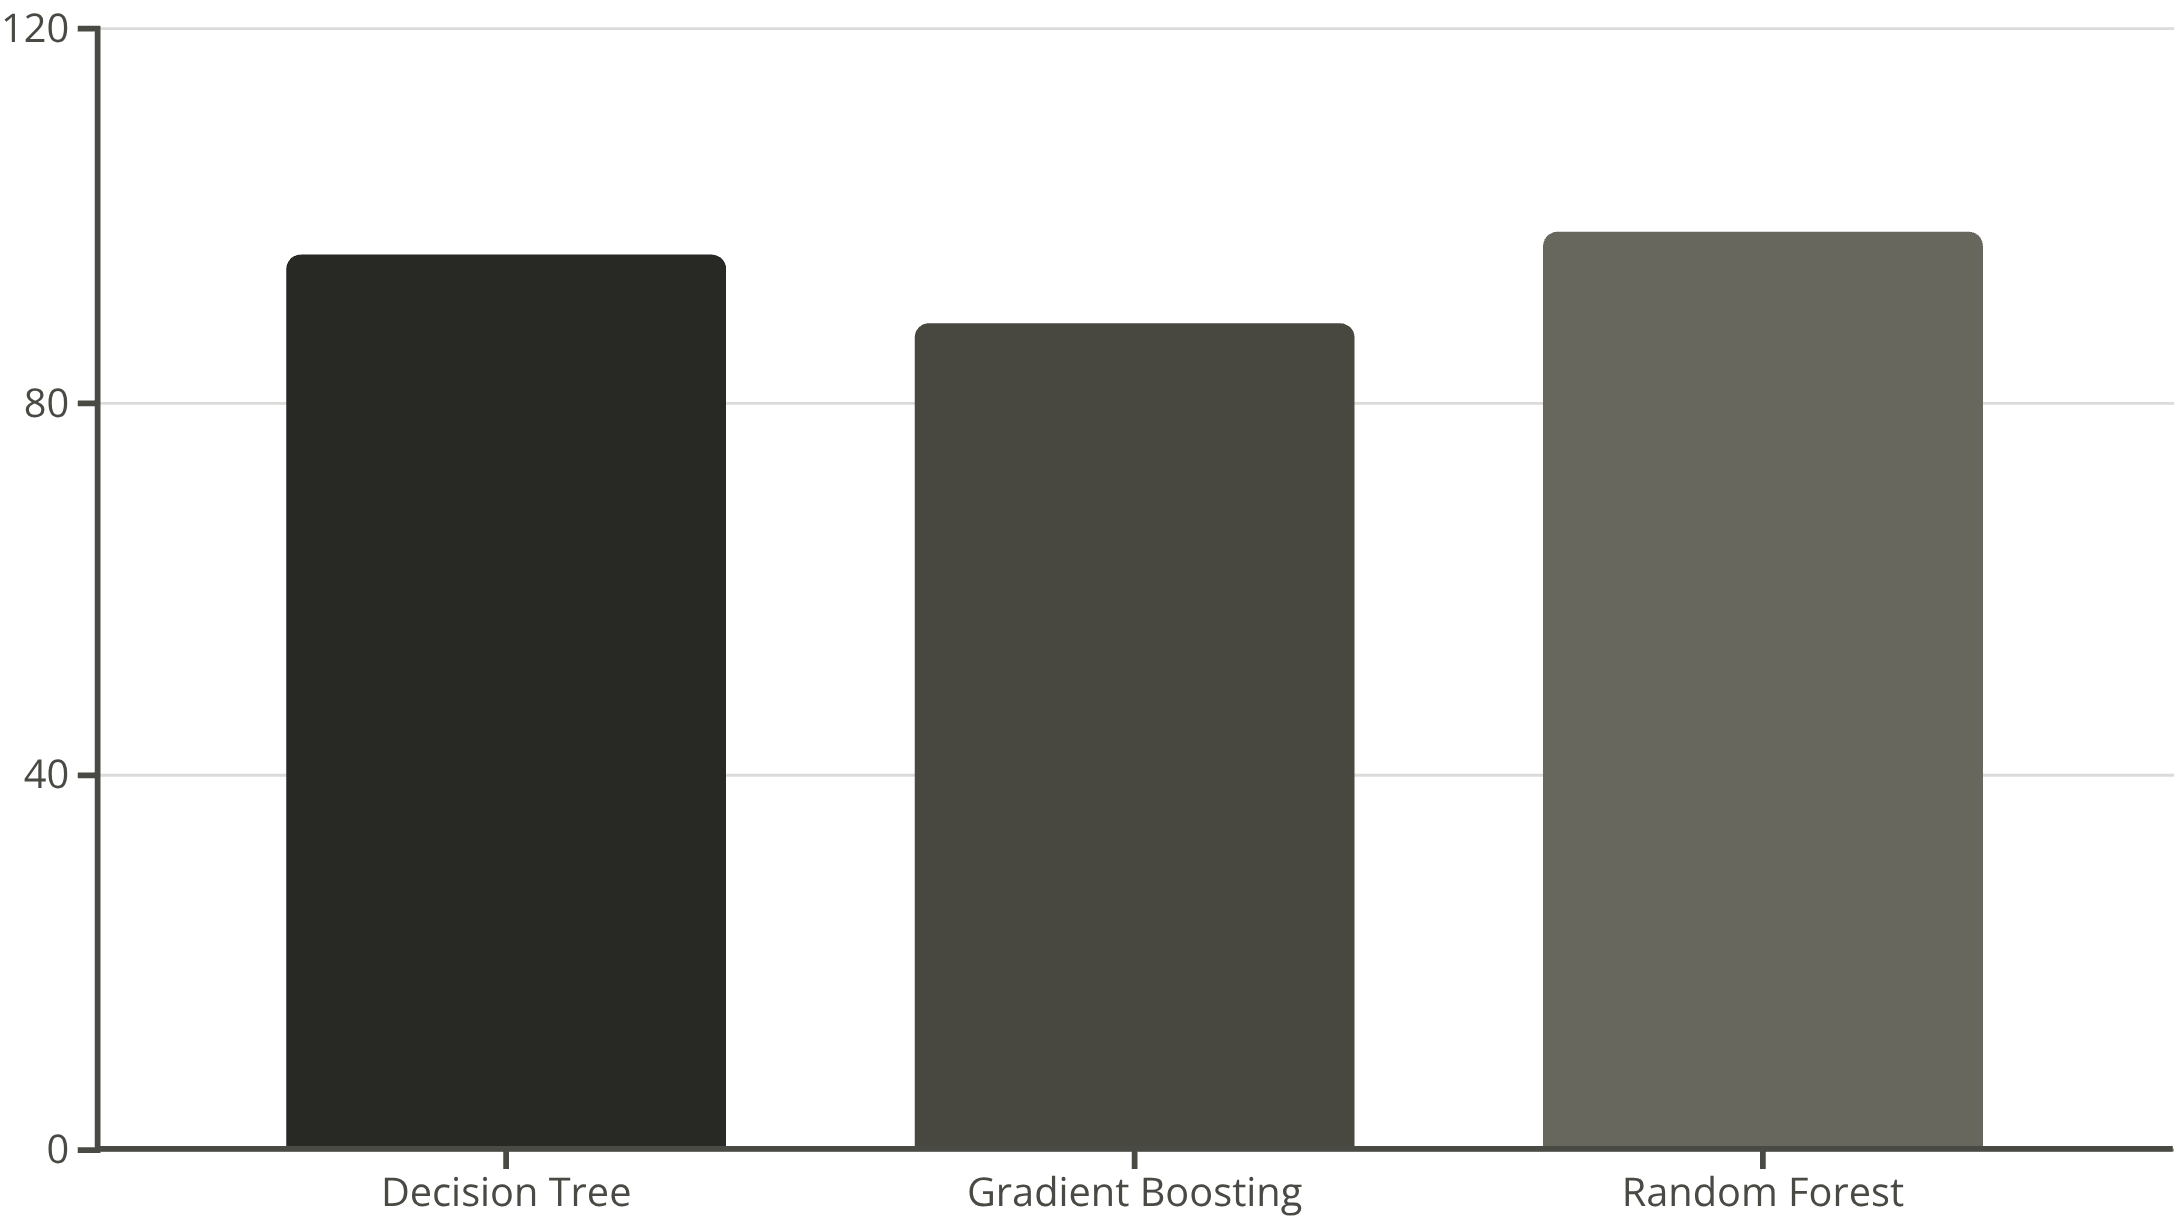 120
80
40
0
Decision Tree
Gradient Boosting
Random Forest